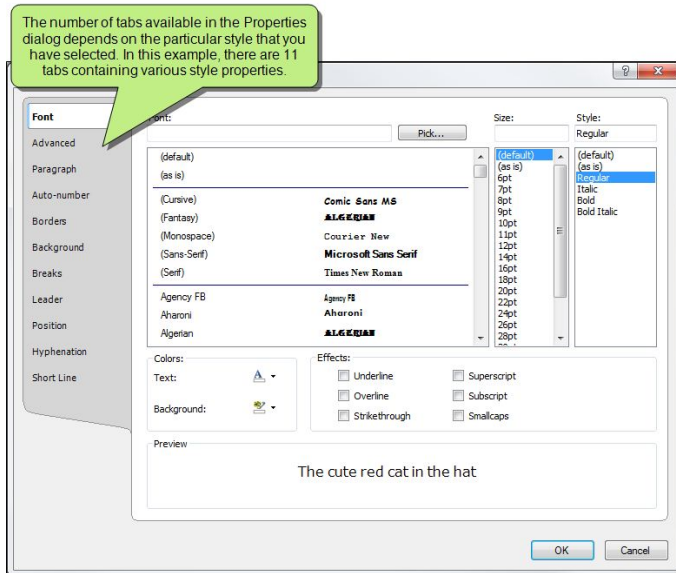 The number of tabs available in the Properties
dialog depends on the particular style that you
have selected. In this example, there are 11
tabs containing various style properties.
Font
Advanced
Paragraph
Auto-number
Borders
Background
Breaks
Leader
Position
Hyphenation
Short Line
Pick...
(default)
(as is)
(Cursive) Comic Sans MS
(Fantasy) ALGERIAN
(Monospace) Courier New
(Sans-Serif) Microsoft Sans Serif
(Serif) Times New Roman
Agency FB Agency FB
Aharoni Aharoni
Algerian ALGERIAN
Size:
(default)
(as is)
6pt
7pt
8pt
9pt
10pt
11pt
12pt
14pt
16pt
18pt
20pt
22pt
24pt
26pt
28pt
Style:
Regular
(default)
(as is)
Regular
Italic
Bold
Bold Italic
Colors:
Text:
Background:
Effects:
Underline Superscript
Overline Subscript
Strikethrough Smallcaps
Preview
The cute red cat in the hat
OK Cancel